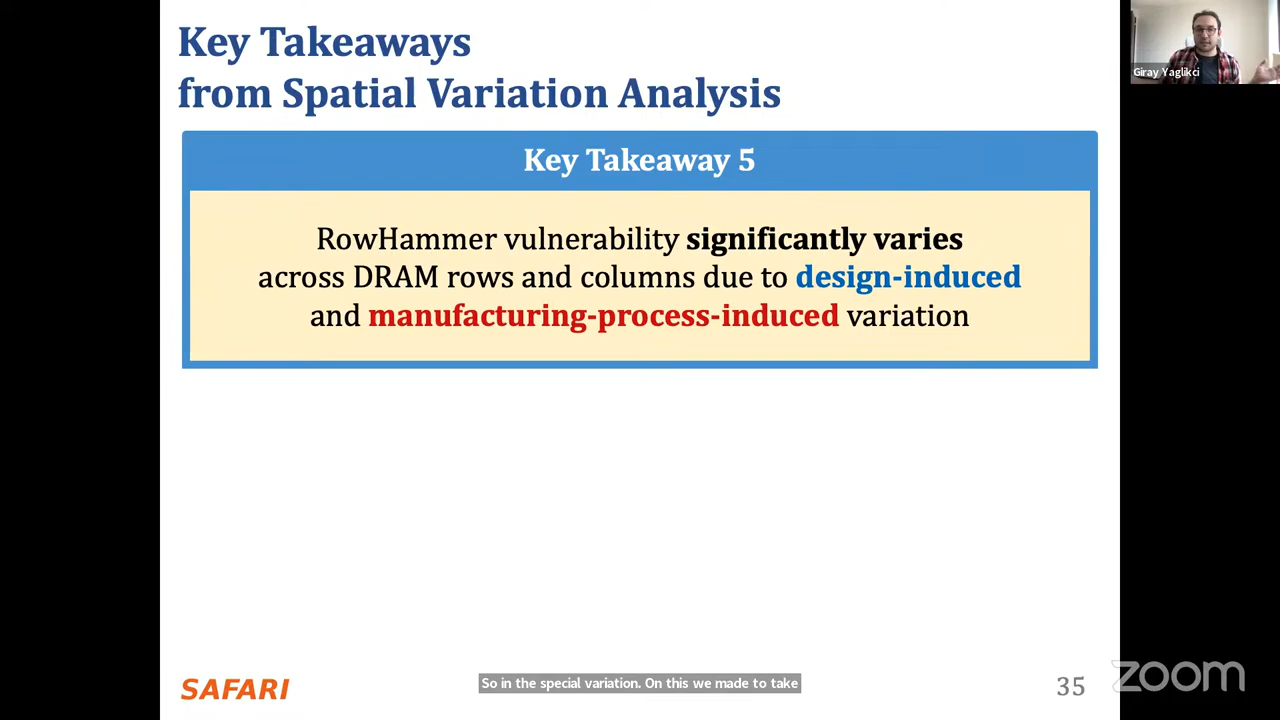 Key Takeaways
from Spatial Variation Analysis
Giray Yaglikci
Key Takeaway 5
RowHammer vulnerability significantly varies
across DRAM rows and columns due to design-induced
and manufacturing-process-induced variation
SAFARI
So in the special variation. On this we made to take
35
zoom